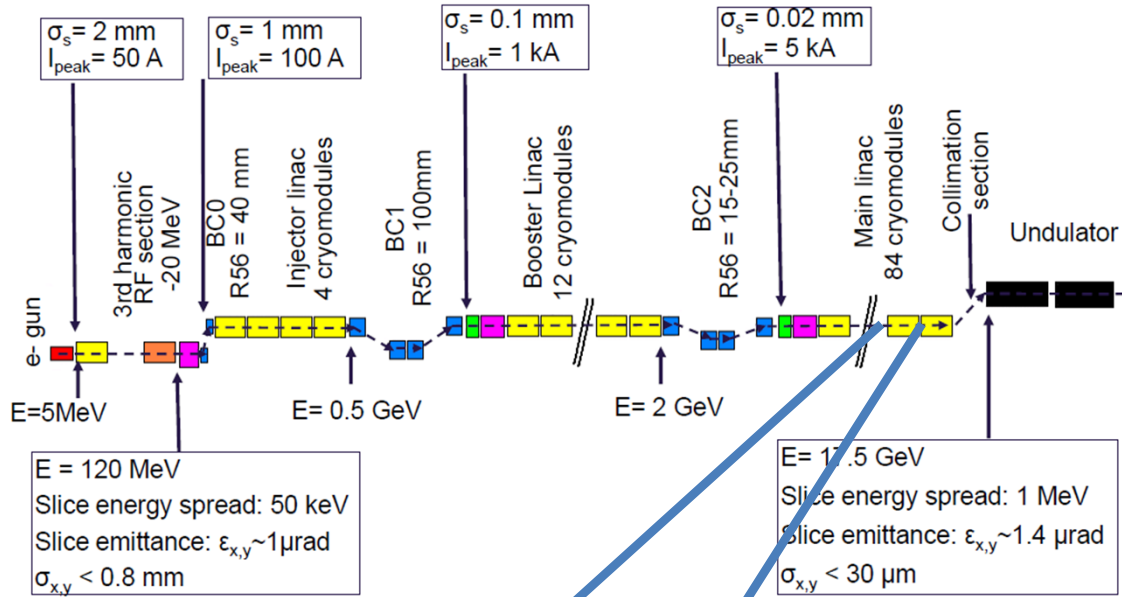 σs= 2 mm
Ipeak= 50 A
σs= 1 mm
Ipeak= 100 A
σs= 0.1 mm
Ipeak= 1 kA
σs= 0.02 mm
Ipeak= 5 kA
e- gun
3rd harmonic
RF section
-20 MeV
BC0
R56 = 40 mm
Injector linac
4 cryomodules
BC1
R56 = 100mm
Booster Linac
12 cryomodules
BC2
R56 = 15-25mm
Main linac
84 cryomodules
Collimation
section
Undulator
E=5MeV
E= 0.5 GeV
E= 2 GeV
E = 120 MeV
Slice energy spread: 50 keV
Slice emittance: εx,y~1μrad
σx,y < 0.8 mm
E= 17.5 GeV
Slice energy spread: 1 MeV
Slice emittance: εx,y~1.4 μrad
σx,y < 30 μm